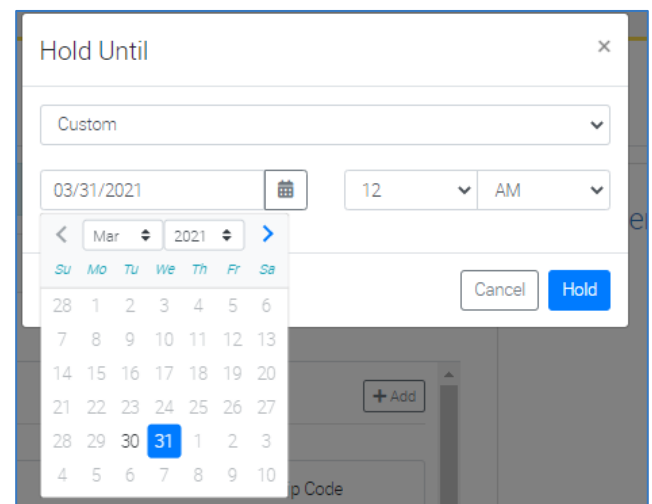 Hold Until
×
Custom
03/31/2021
12
AM
Mar
2021
Su Mo Tu We Th Fr Sa
28 1 2 3 4 5 6
7 8 9 10 11 12 13
14 15 16 17 18 19 20
21 22 23 24 25 26 27
28 29 30 31 1 2 3
4 5 6 7 8 9 10
Cancel
Hold
+ Add
p Code